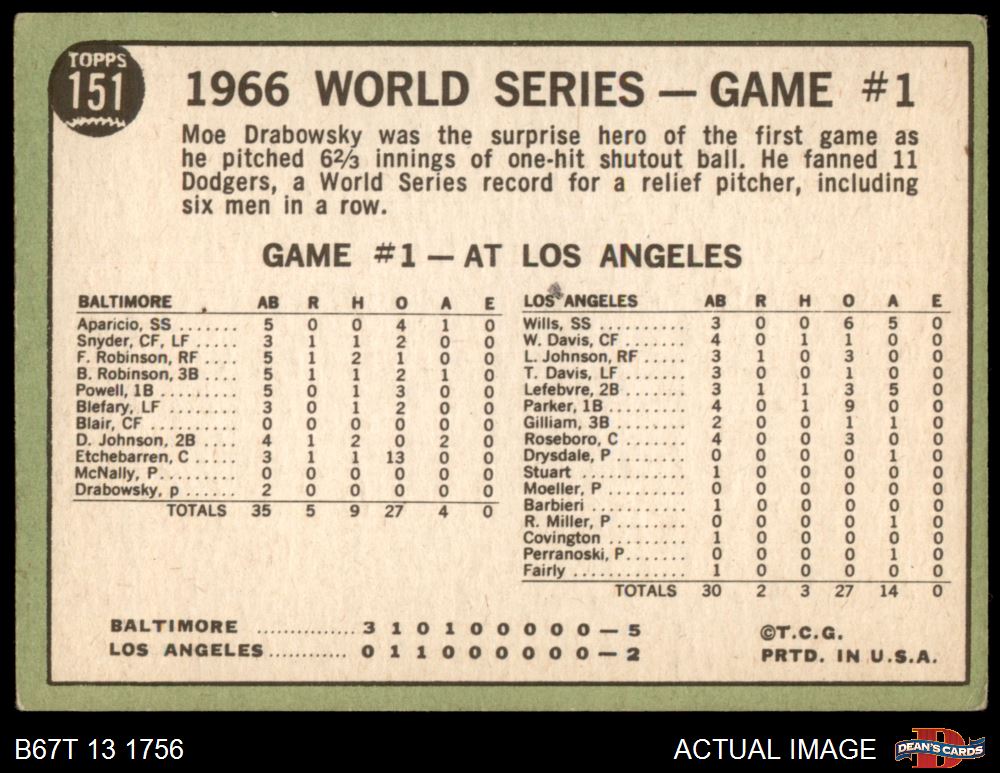 TOPPS
151
1966 WORLD SERIES — GAME #1
Moe Drabowsky was the surprise hero of the first game as
he pitched 6⅔ innings of one-hit shutout ball. He fanned 11
Dodgers, a World Series record for a relief pitcher, including
six men in a row.
GAME #1 — AT LOS ANGELES
BALTIMORE AB R H O A E
Aparicio, SS ....... 5 0 0 4 1 0
Snyder, CF, LF ..... 3 1 1 2 0 0
F. Robinson, RF .... 5 1 2 1 0 0
B. Robinson, 3B .... 5 1 1 2 1 0
Powell, 1B ......... 5 0 1 3 0 0
Blefary, LF ........ 3 0 1 2 0 0
Blair, CF .......... 0 0 0 0 0 0
D. Johnson, 2B .... 4 1 2 0 2 0
Etchebarren, C ..... 3 1 1 13 0 0
McNally, P. ........ 0 0 0 0 0 0
Drabowsky, p ...... 2 0 0 0 0 0
TOTALS 35 5 9 27 4 0
LOS ANGELES AB R H O A E
Wills, SS .......... 3 0 0 6 5 0
W. Davis, CF ....... 4 0 1 1 0 0
L. Johnson, RF ..... 3 1 0 3 0 0
T. Davis, LF ....... 3 0 0 1 0 0
Lefebvre, 2B ....... 3 1 1 3 5 0
Parker, 1B ......... 4 0 1 9 0 0
Gilliam, 3B ........ 2 0 0 1 1 0
Roseboro, C ........ 4 0 0 3 0 0
Drysdale, P ........ 0 0 0 0 1 0
Stuart ............. 1 0 0 0 0 0
Moeller, P ......... 0 0 0 0 0 0
Barbieri ........... 1 0 0 0 0 0
R. Miller, P ....... 0 0 0 0 1 0
Covington .......... 1 0 0 0 0 0
Perranoski, P....... 0 0 0 0 1 0
Fairly ............. 1 0 0 0 0 0
TOTALS 30 2 3 27 14 0
BALTIMORE ............... 3 1 0 1 0 0 0 0 0 — 5
LOS ANGELES............ 0 1 1 0 0 0 0 0 0 — 2
©T.C.G.
PRTD. IN U.S.A.
B67T 13 1756
ACTUAL IMAGE
D
DEAN'S CARDS